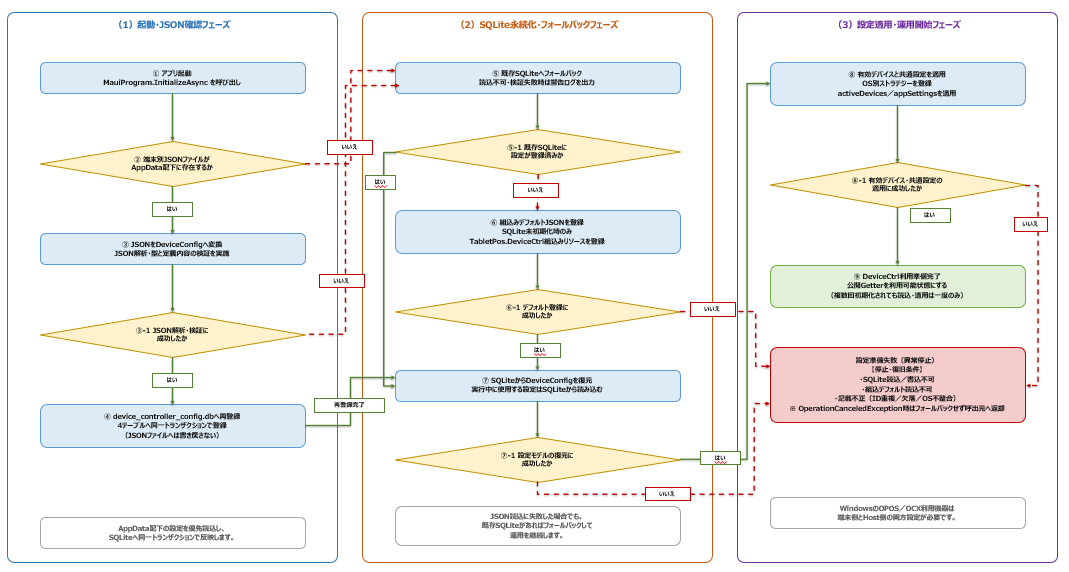 （1）起動・JSON確認フェーズ
① アプリ起動
MauiProgram.InitializeAsync を呼び出し
② 端末別JSONファイルが
AppData配下に存在するか
いいえ
はい
③ JSONをDeviceConfigへ変換
JSON解析・型と定義内容の検証を実施
いいえ
③-1 JSON解析・検証に
成功したか
はい
④ device_controller_config.dbへ再登録
4テーブルへ同一トランザクションで登録
（JSONファイルへは書き戻さない）
再登録完了
AppData配下の設定を優先読込し、
SQLiteへ同一トランザクションで反映します。
（2）SQLite永続化・フォールバックフェーズ
⑤ 既存SQLiteへフォールバック
読込不可・検証失敗時は警告ログを出力
⑤-1 既存SQLiteに
設定が登録済みか
はい
いいえ
⑥ 組込みデフォルトJSONを登録
SQLite未初期化時のみ
TabletPos.DeviceCtrl組込みリソースを登録
⑥-1 デフォルト登録に
成功したか
いいえ
はい
⑦ SQLiteからDeviceConfigを復元
実行中に使用する設定はSQLiteから読み込む
⑦-1 設定モデルの復元に
成功したか
はい
いいえ
JSON読込に失敗した場合でも、
既存SQLiteがあればフォールバックして
運用を継続します。
（3）設定適用・運用開始フェーズ
⑧ 有効デバイスと共通設定を適用
OS別ストラテジーを登録
activeDevices／appSettingsを適用
⑧-1 有効デバイス・共通設定の
適用に成功したか
はい
いいえ
⑨ DeviceCtrl利用準備完了
公開Getterを利用可能状態にする
（複数回初期化されても読込・適用は一度のみ）
設定準備失敗（異常停止）
【停止・復旧条件】
・SQLite読込／書込不可
・組込デフォルト読込不可
・記載不正（ID重複／欠落／OS不整合）
※ OperationCanceledException時はフォールバックせず呼出元へ返却
WindowsのOPOS／OCX利用機器は
端末側とHost側の両方設定が必要です。